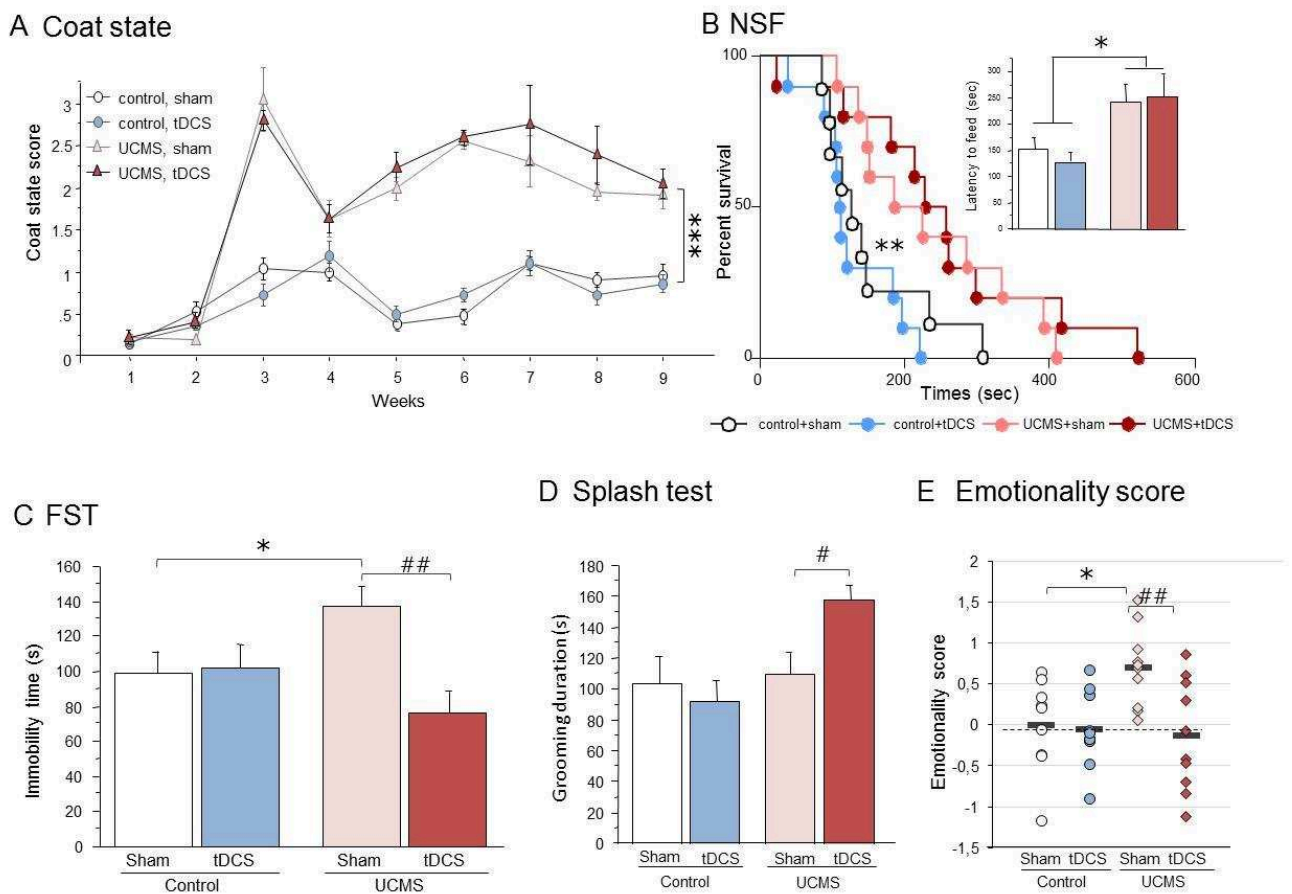 A Coat state
3
2.5
2
1.5
1
.5
0
Coat state score
control, sham
control, tDCS
UCMS, sham
UCMS, tDCS
***
1 2 3 4 5 6 7 8 9
Weeks
B NSF
100
50
0
Percent survival
**
0 200 400 600
Times (sec)
*
300
250
200
150
100
50
0
Latency to feed (sec)
control+sham control+tDCS UCMS+sham UCMS+tDCS
C FST
160
140
120
100
80
60
40
20
0
Immobility time (s)
*
##
Sham tDCS Sham tDCS
Control UCMS
D Splash test
180
160
140
120
100
80
60
40
20
0
Grooming duration (s)
#
Sham tDCS Sham tDCS
Control UCMS
E Emotionality score
2
1,5
1
0,5
0
-0,5
-1
-1,5
Emotionality score
*
##
Sham tDCS Sham tDCS
Control UCMS